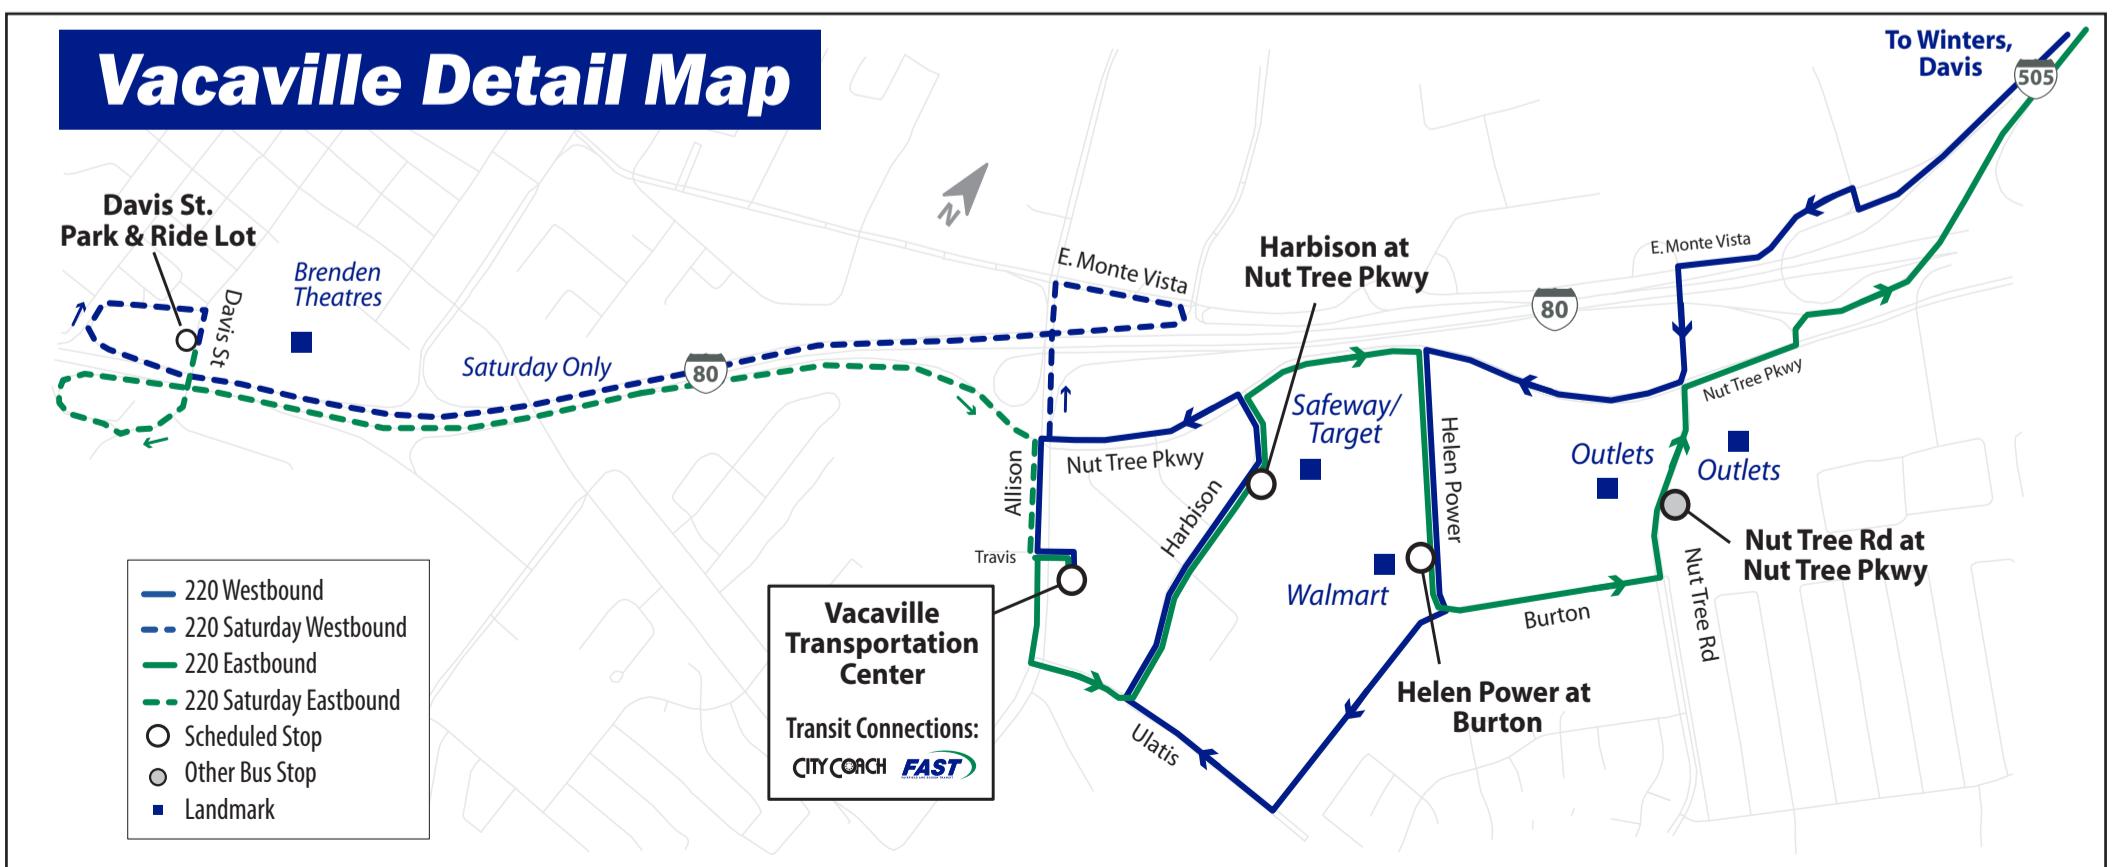 Vacaville Detail Map
To Winters,
Davis
505
Davis St.
Park & Ride Lot
Brenden
Theatres
Davis St
Saturday Only
80
N
E. Monte Vista
Harbison at
Nut Tree Pkwy
80
E. Monte Vista
Nut Tree Pkwy
Safeway/
Target
Helen Power
Outlets
Outlets
Nut Tree Pkwy
Allison
Harbison
Travis
Walmart
Nut Tree Rd at
Nut Tree Pkwy
Nut Tree Rd
Burton
Helen Power at
Burton
Ulatis
Vacaville
Transportation
Center
Transit Connections:
CITY COACH FAST
220 Westbound
220 Saturday Westbound
220 Eastbound
220 Saturday Eastbound
Scheduled Stop
Other Bus Stop
Landmark